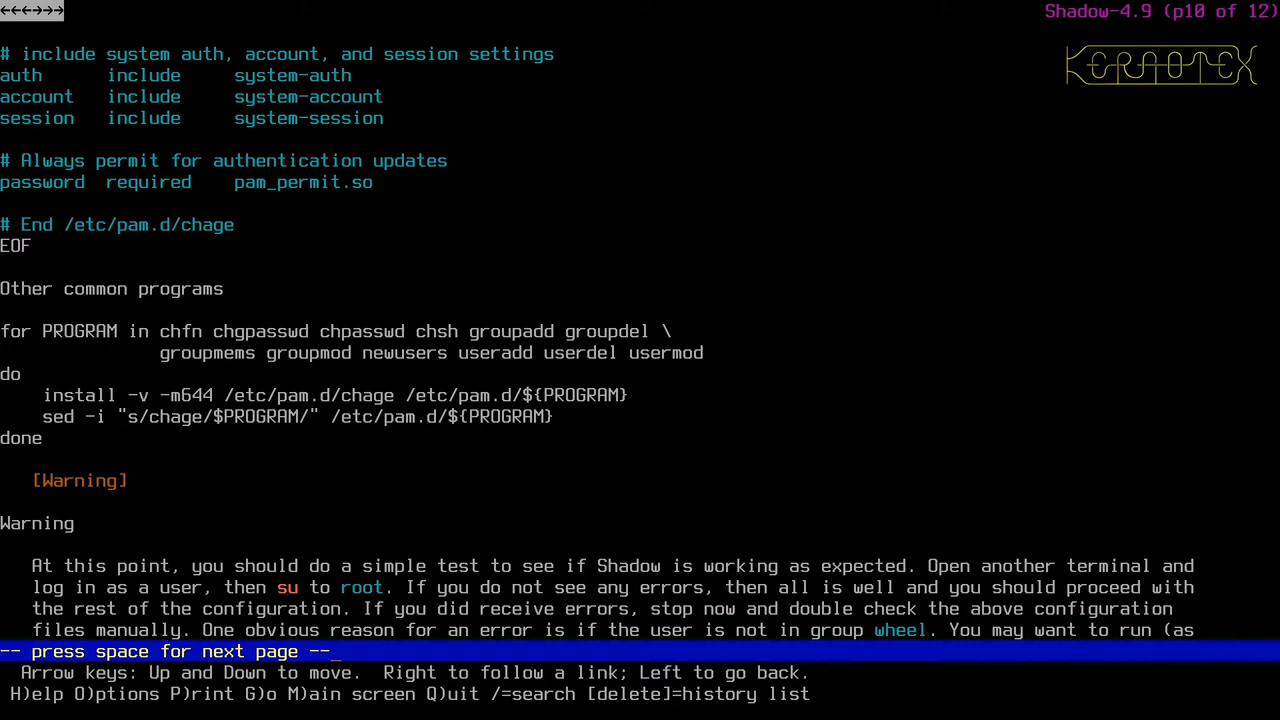 ←←←→→→ Shadow-4.9 (p10 of 12)
KERNOTEX
# include system auth, account, and session settings
auth      include     system-auth
account   include     system-account
session   include     system-session
# Always permit for authentication updates
password  required    pam_permit.so
# End /etc/pam.d/chage
EOF
Other common programs
for PROGRAM in chfn chgpasswd chpasswd chsh groupadd groupdel \
               groupmems groupmod newusers useradd userdel usermod
do
    install -v -m644 /etc/pam.d/chage /etc/pam.d/${PROGRAM}
    sed -i "s/chage/$PROGRAM/" /etc/pam.d/${PROGRAM}
done
[Warning]
Warning
At this point, you should do a simple test to see if Shadow is working as expected. Open another terminal and
log in as a user, then su to root. If you do not see any errors, then all is well and you should proceed with
the rest of the configuration. If you did receive errors, stop now and double check the above configuration
files manually. One obvious reason for an error is if the user is not in group wheel. You may want to run (as
-- press space for next page --
Arrow keys: Up and Down to move.  Right to follow a link; Left to go back.
H)elp O)ptions P)rint G)o M)ain screen Q)uit /=search [delete]=history list